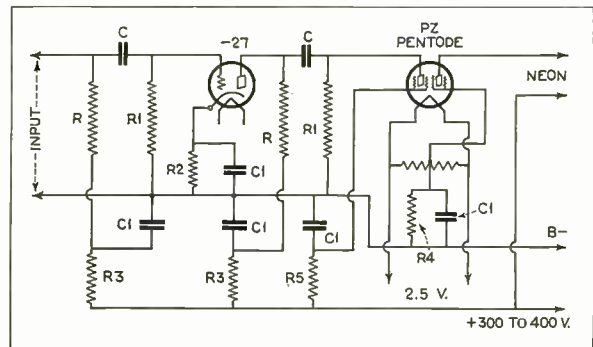 C
-27
C
PZ
PENTODE
NEON
INPUT
R
R1
R
R1
R2
C1
C1
C1
C1
C1
R4
B-
R3
R3
R5
2.5 V.
+300 TO 400 V.